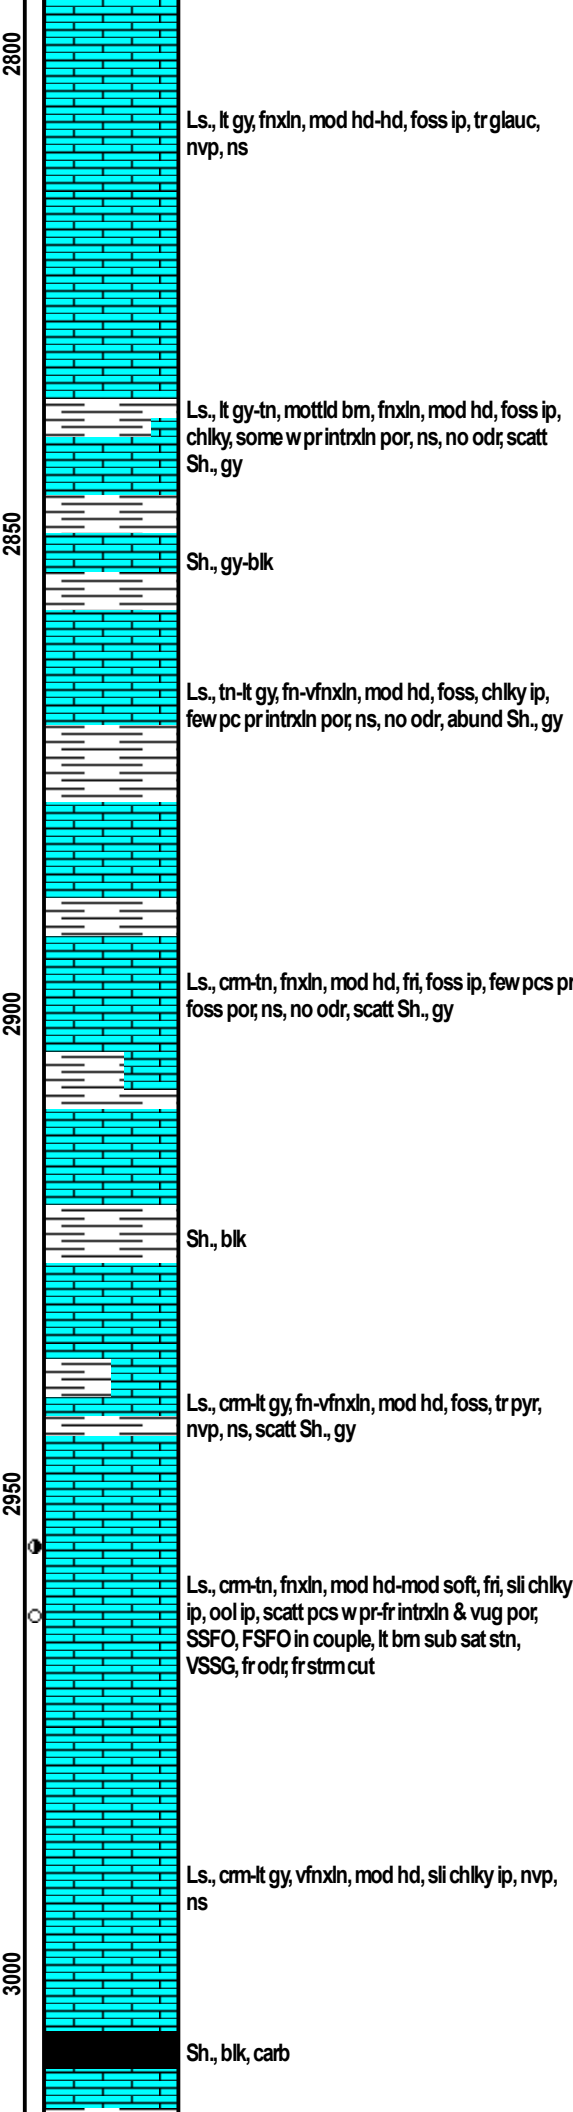 2800
Ls., lt gy, fnxln, mod hd-hd, foss ip, tr glauc,
nvp, ns
Ls., lt gy-tn, mottld brn, fnxln, mod hd, foss ip,
chlky, some w pr intrxln por, ns, no odr, scatt
Sh., gy
2850
Sh., gy-blk
Ls., tn-lt gy, fn-vfnxln, mod hd, foss, chlky ip,
few pc pr intrxln por, ns, no odr, abund Sh., gy
Ls., crm-tn, fnxln, mod hd, fri, foss ip, few pcs pr
foss por, ns, no odr, scatt Sh., gy
2900
Sh., blk
Ls., crm-lt gy, fn-vfnxln, mod hd, foss, tr pyr,
nvp, ns, scatt Sh., gy
2950
Ls., crm-tn, fnxln, mod hd-mod soft, fri, sli chlky
ip, ool ip, scatt pcs w pr-fr intrxln & vug por,
SSFO, FSFO in couple, lt brn sub sat stn,
VSSG, fr odr, fr strm cut
Ls., crm-lt gy, vfnxln, mod hd, sli chlky ip, nvp,
ns
3000
Sh., blk, carb